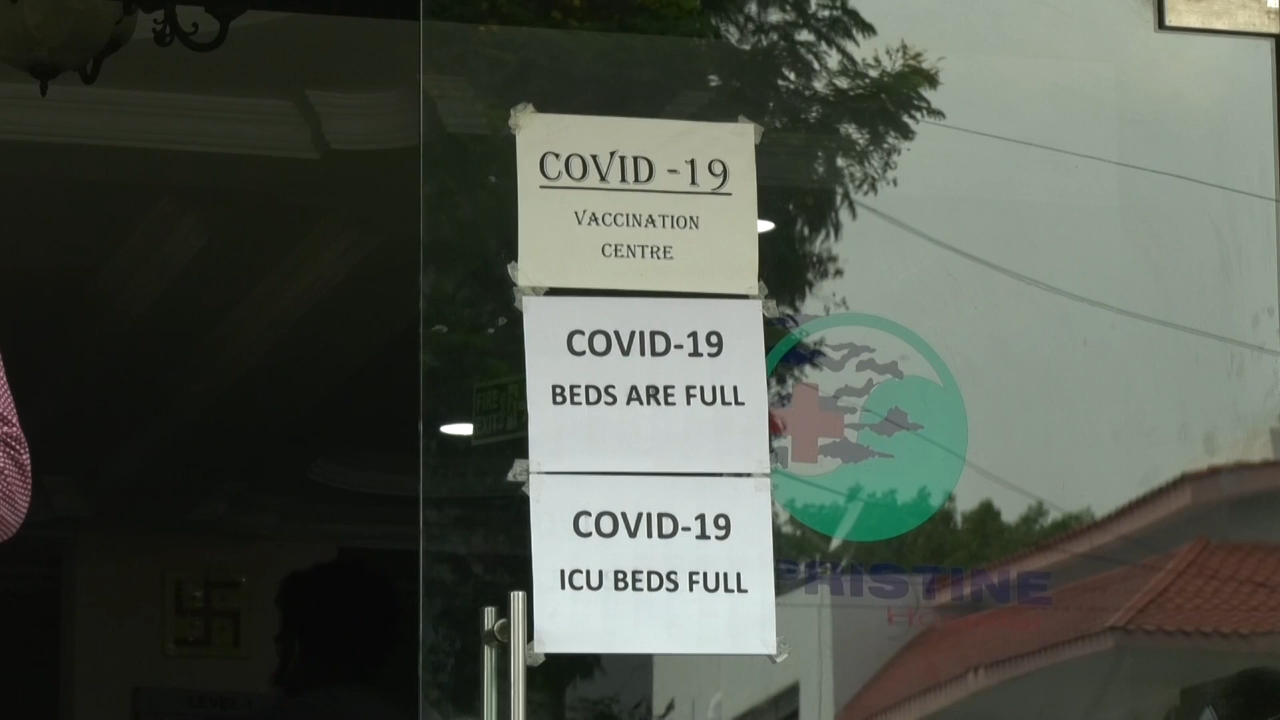 COVID -19
VACCINATION
CENTRE
COVID-19
BEDS ARE FULL
COVID-19
ICU BEDS FULL
PRISTINE